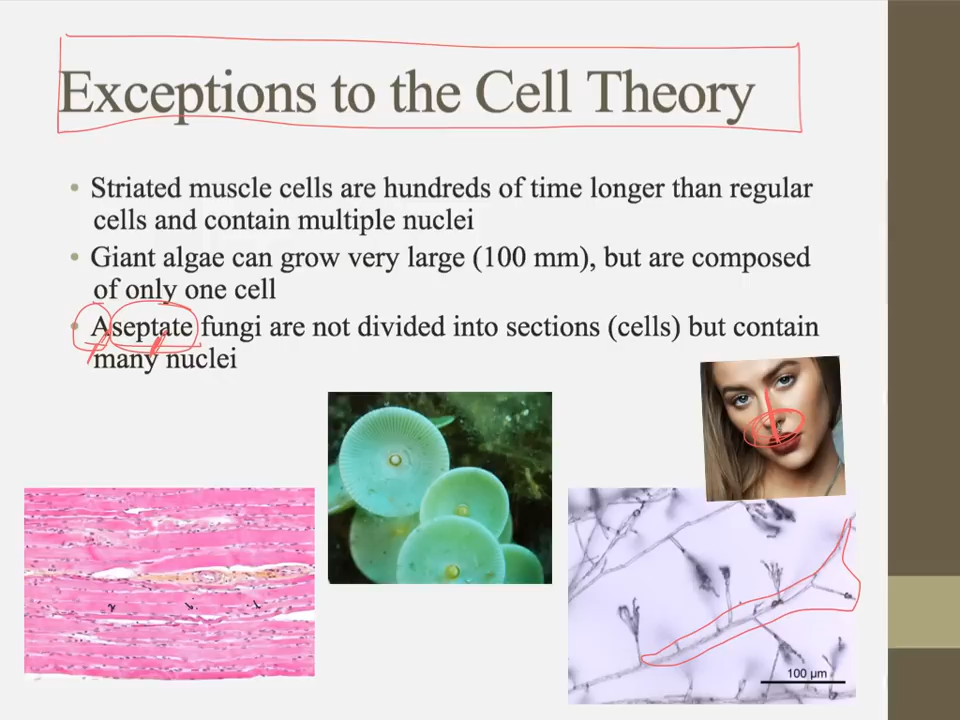 Exceptions to the Cell Theory
• Striated muscle cells are hundreds of time longer than regular
cells and contain multiple nuclei
• Giant algae can grow very large (100 mm), but are composed
of only one cell
• Aseptate fungi are not divided into sections (cells) but contain
many nuclei
100 µm